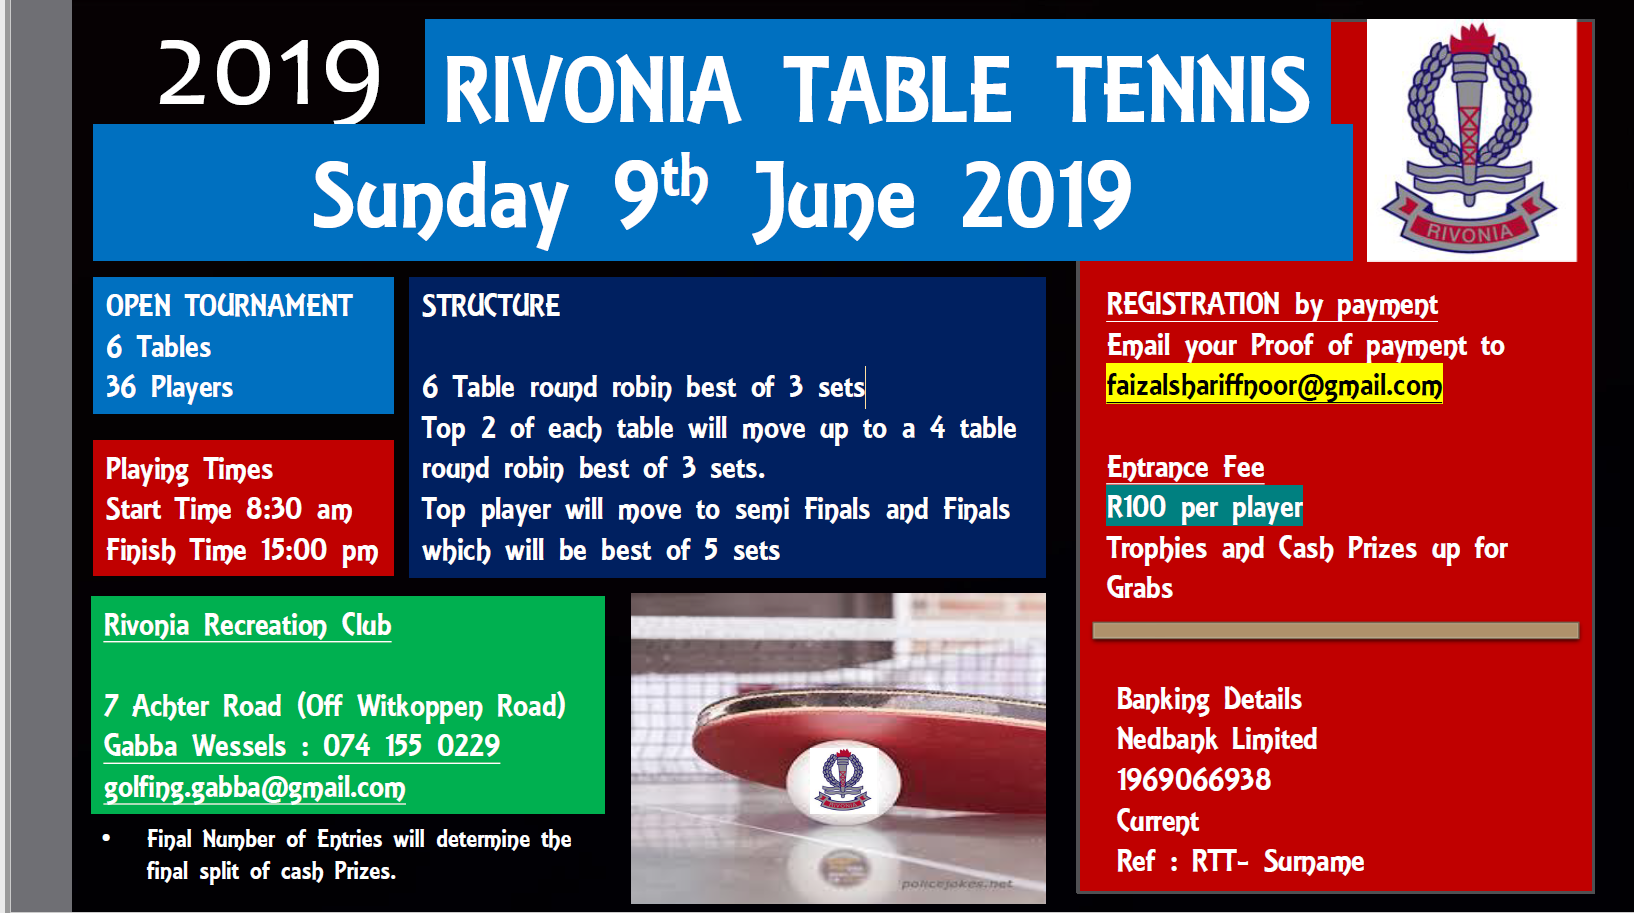 2019 RIVONIA TABLE TENNIS
Sunday 9th June 2019
RIVONIA
OPEN TOURNAMENT
6 Tables
36 Players
Playing Times
Start Time 8:30 am
Finish Time 15:00 pm
STRUCTURE
6 Table round robin best of 3 sets
Top 2 of each table will move up to a 4 table
round robin best of 3 sets.
Top player will move to semi Finals and Finals
which will be best of 5 sets
REGISTRATION by payment
Email your Proof of payment to
faizalshariffnoor@gmail.com
Entrance Fee
R100 per player
Trophies and Cash Prizes up for
Grabs
Banking Details
Nedbank Limited
1969066938
Current
Ref : RTT- Surname
Rivonia Recreation Club
7 Achter Road (Off Witkoppen Road)
Gabba Wessels : 074 155 0229
golfing.gabba@gmail.com
• Final Number of Entries will determine the
final split of cash Prizes.
RIVONIA
policejokes.net